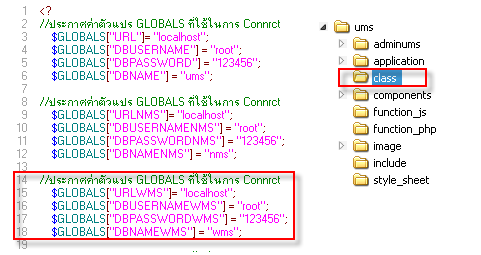 1 <?
2 //ประกาศค่าตัวแปร GLOBALS ที่ใช้ในการ Connrct
3 $GLOBALS["URL"]= "localhost";
4 $GLOBALS["DBUSERNAME"] = "root";
5 $GLOBALS["DBPASSWORD"] = "123456";
6 $GLOBALS["DBNAME"] = "ums";
7
8 //ประกาศค่าตัวแปร GLOBALS ที่ใช้ในการ Connrct
9 $GLOBALS["URLNMS"]= "localhost";
10 $GLOBALS["DBUSERNAMENMS"] = "root";
11 $GLOBALS["DBPASSWORDNMS"] = "123456";
12 $GLOBALS["DBNAMENMS"] = "nms";
13
14 //ประกาศค่าตัวแปร GLOBALS ที่ใช้ในการ Connrct
15 $GLOBALS["URLWMS"]= "localhost";
16 $GLOBALS["DBUSERNAMEWMS"] = "root";
17 $GLOBALS["DBPASSWORDWMS"] = "123456";
18 $GLOBALS["DBNAMEWMS"] = "wms";
19
ums
adminums
application
class
components
function_js
function_php
image
include
style_sheet